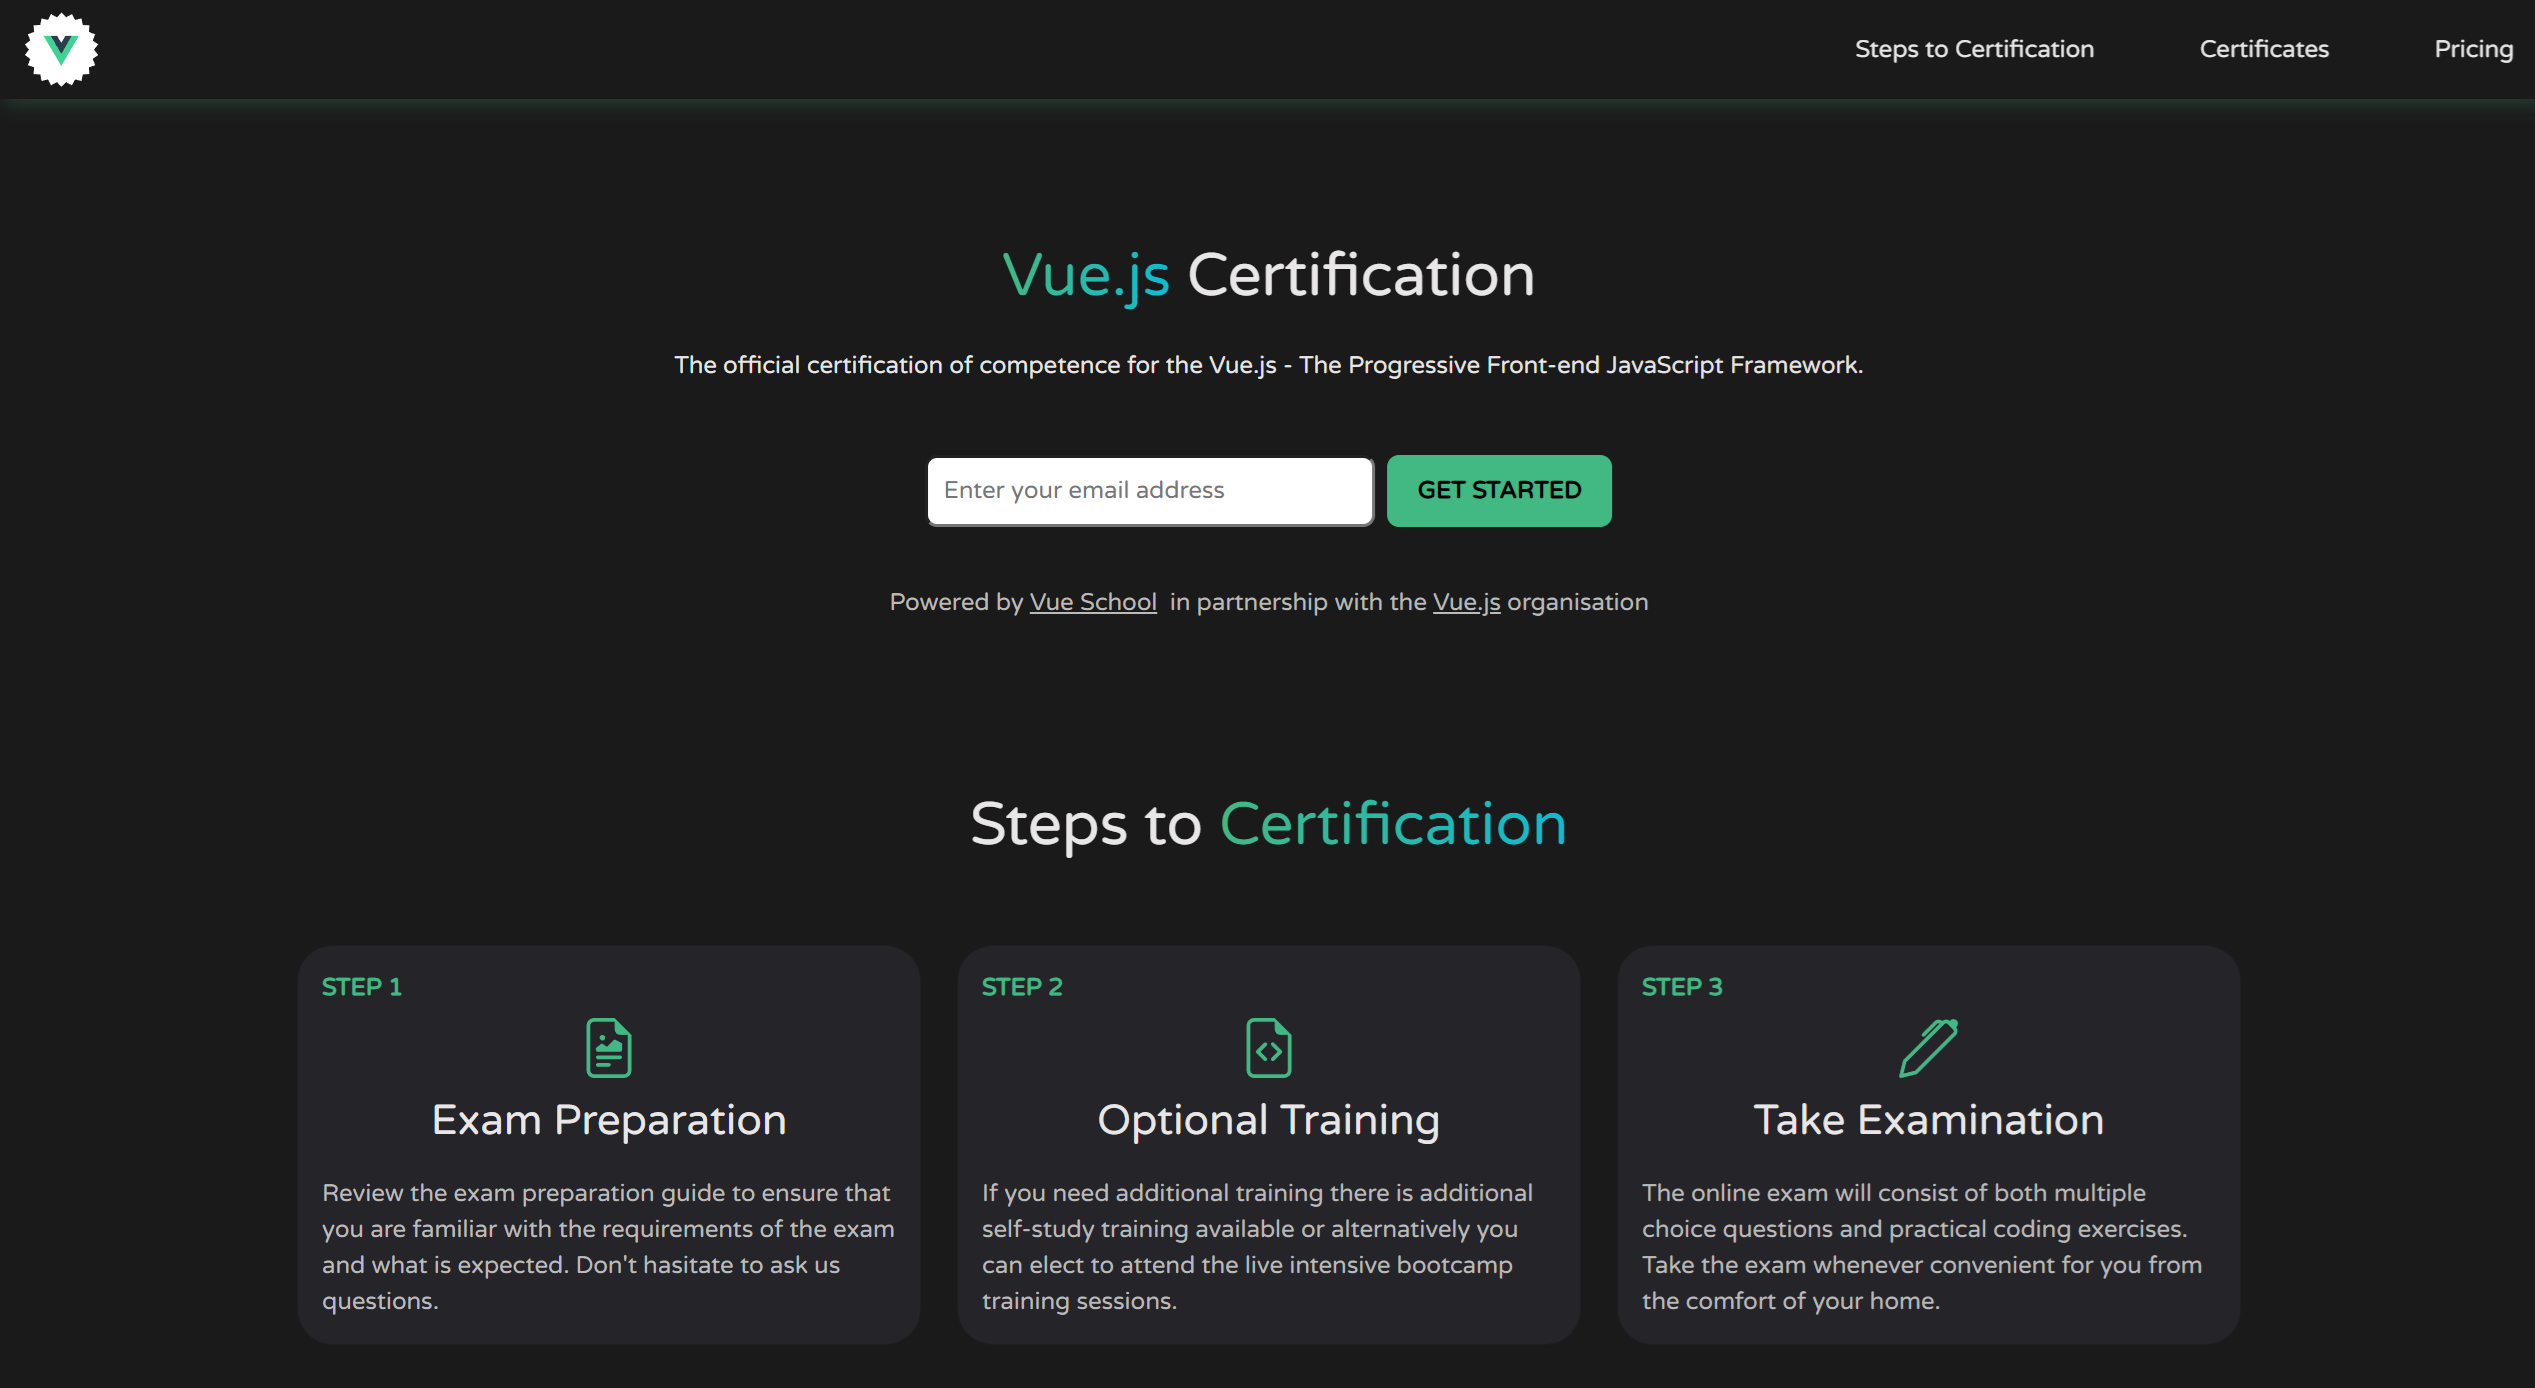 Steps to Certification Certificates Pricing
Vue.js Certification
The official certification of competence for the Vue.js - The Progressive Front-end JavaScript Framework.
Enter your email address GET STARTED
Powered by Vue School in partnership with the Vue.js organisation
Steps to Certification
STEP 1
Exam Preparation
Review the exam preparation guide to ensure that
you are familiar with the requirements of the exam
and what is expected. Don't hasitate to ask us
questions.
STEP 2
Optional Training
If you need additional training there is additional
self-study training available or alternatively you
can elect to attend the live intensive bootcamp
training sessions.
STEP 3
Take Examination
The online exam will consist of both multiple
choice questions and practical coding exercises.
Take the exam whenever convenient for you from
the comfort of your home.